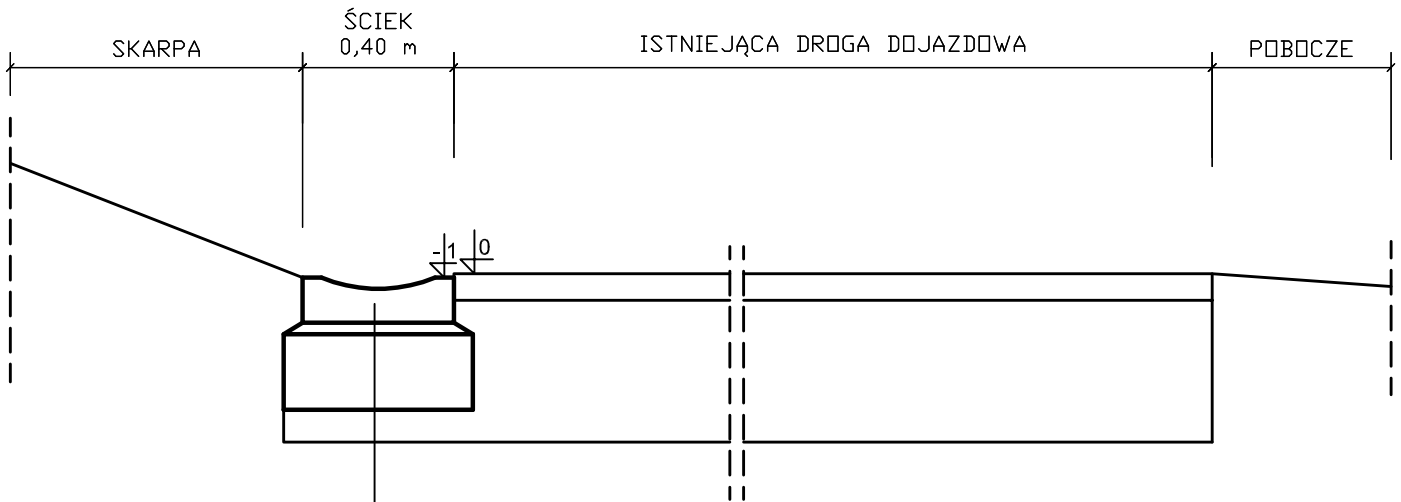 SKARPA
ŚCIEK
0,40 m
ISTNIEJĄCA DROGA DOJAZDOWA
POBOCZE
-1
0